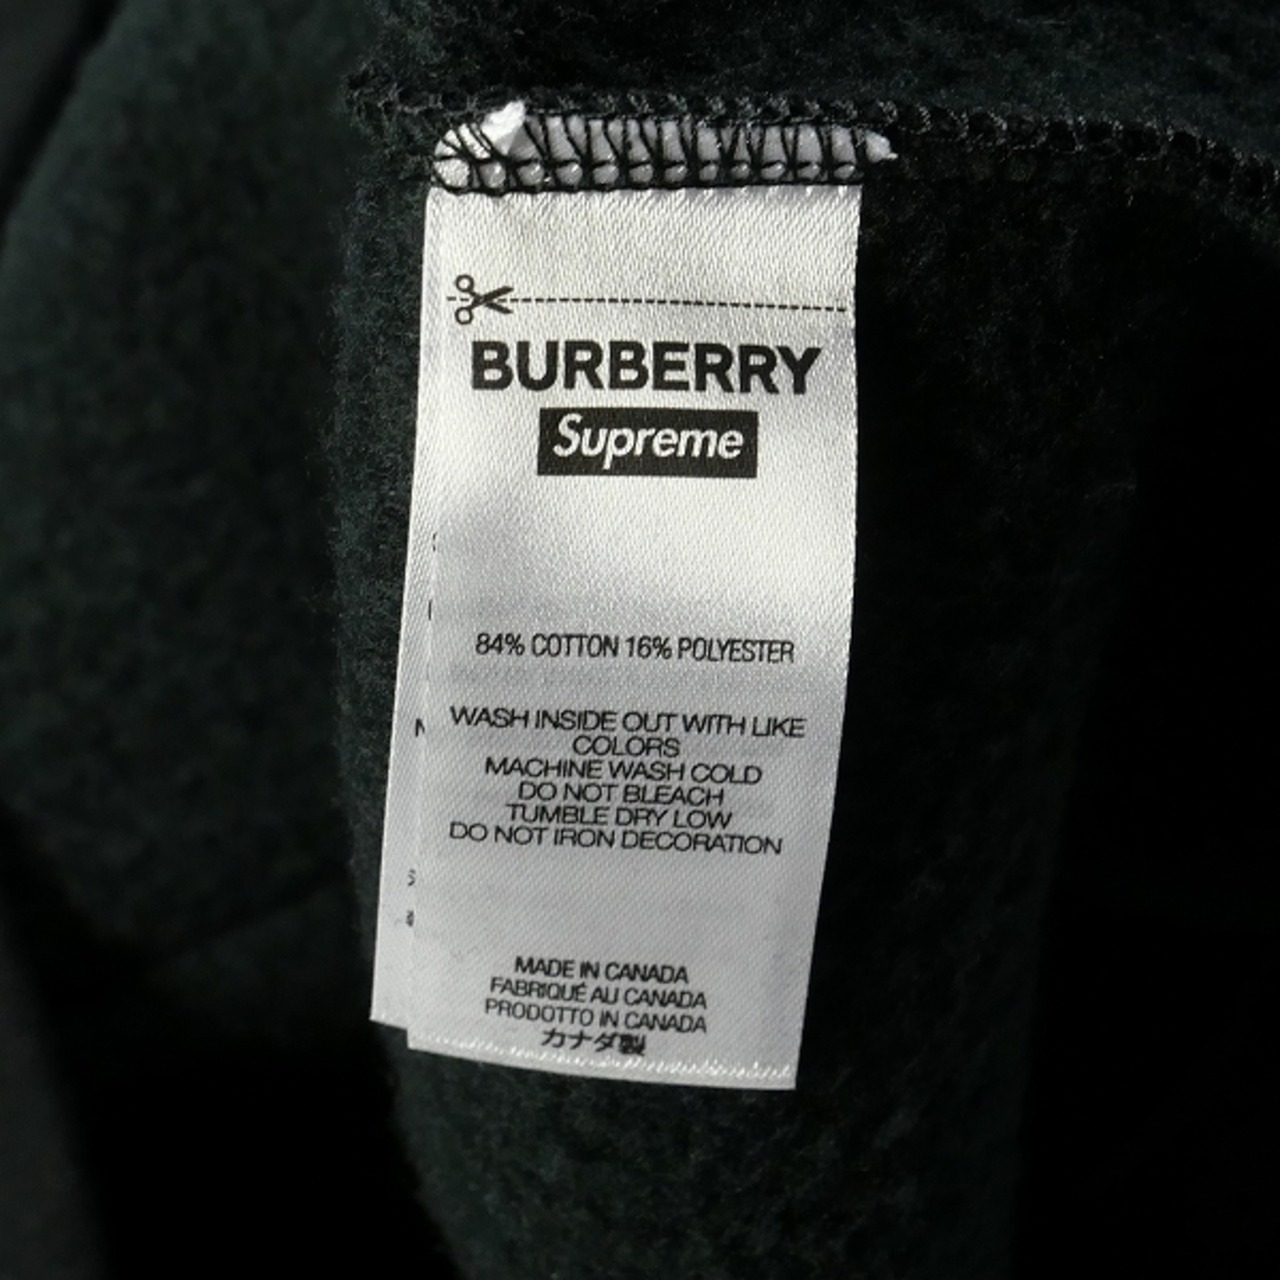 BURBERRY
Supreme
84% COTTON 16% POLYESTER
WASH INSIDE OUT WITH LIKE
COLORS
MACHINE WASH COLD
DO NOT BLEACH
TUMBLE DRY LOW
DO NOT IRON DECORATION
MADE IN CANADA
FABRIQUÉ AU CANADA
PRODOTTO IN CANADA
カナダ製